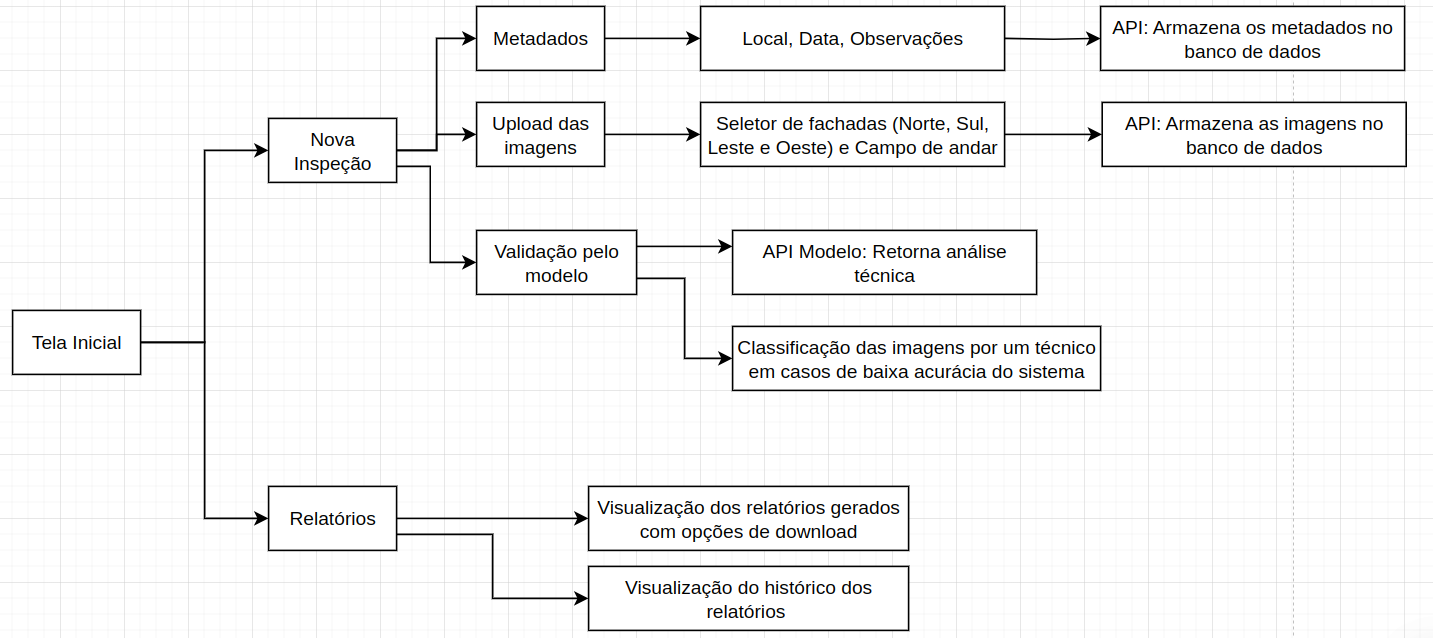 Metadados
Local, Data, Observações
API: Armazena os metadados no
banco de dados
Nova
Inspeção
Upload das
imagens
Seletor de fachadas (Norte, Sul,
Leste e Oeste) e Campo de andar
API: Armazena as imagens no
banco de dados
Validação pelo
modelo
API Modelo: Retorna análise
técnica
Tela Inicial
Classificação das imagens por um técnico
em casos de baixa acurácia do sistema
Relatórios
Visualização dos relatórios gerados
com opções de download
Visualização do histórico dos
relatórios